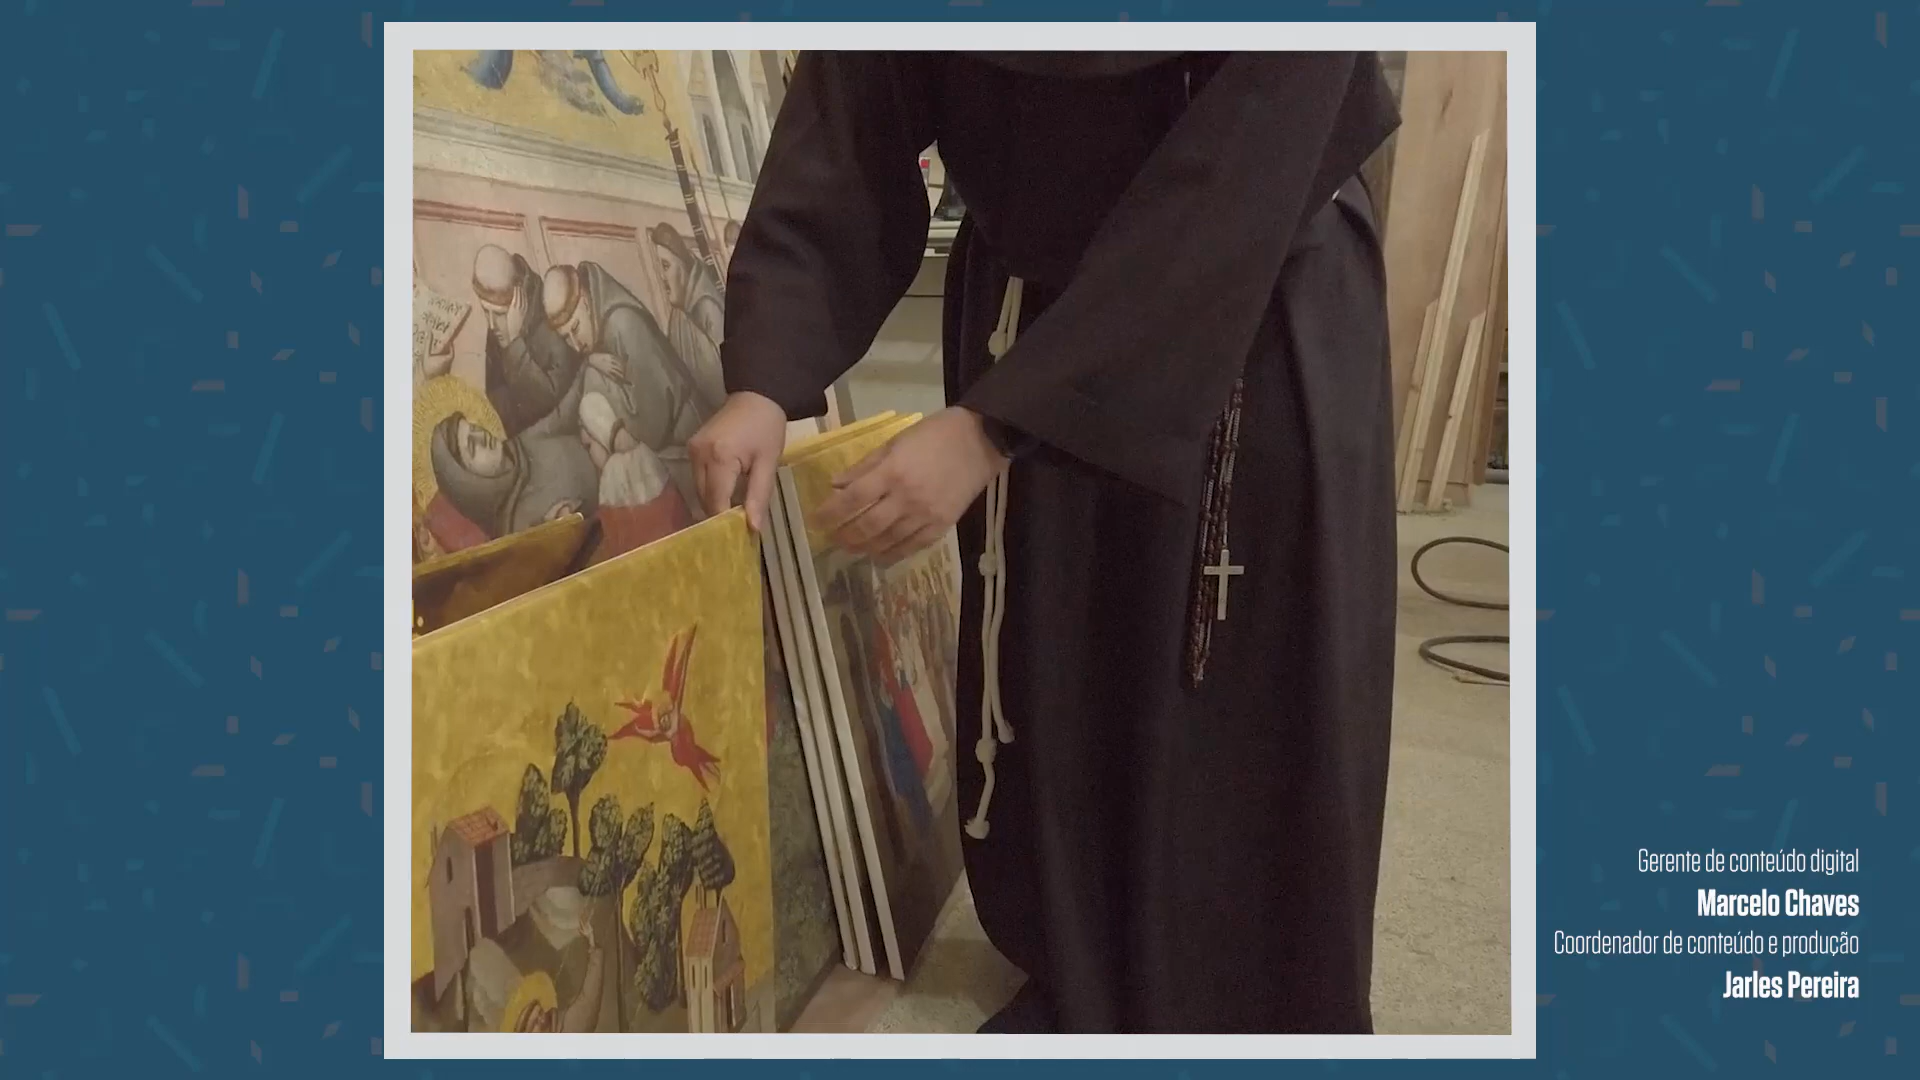 Gerente de conteúdo digital
Marcelo Chaves
Coordenador de conteúdo e produção
Jarles Pereira